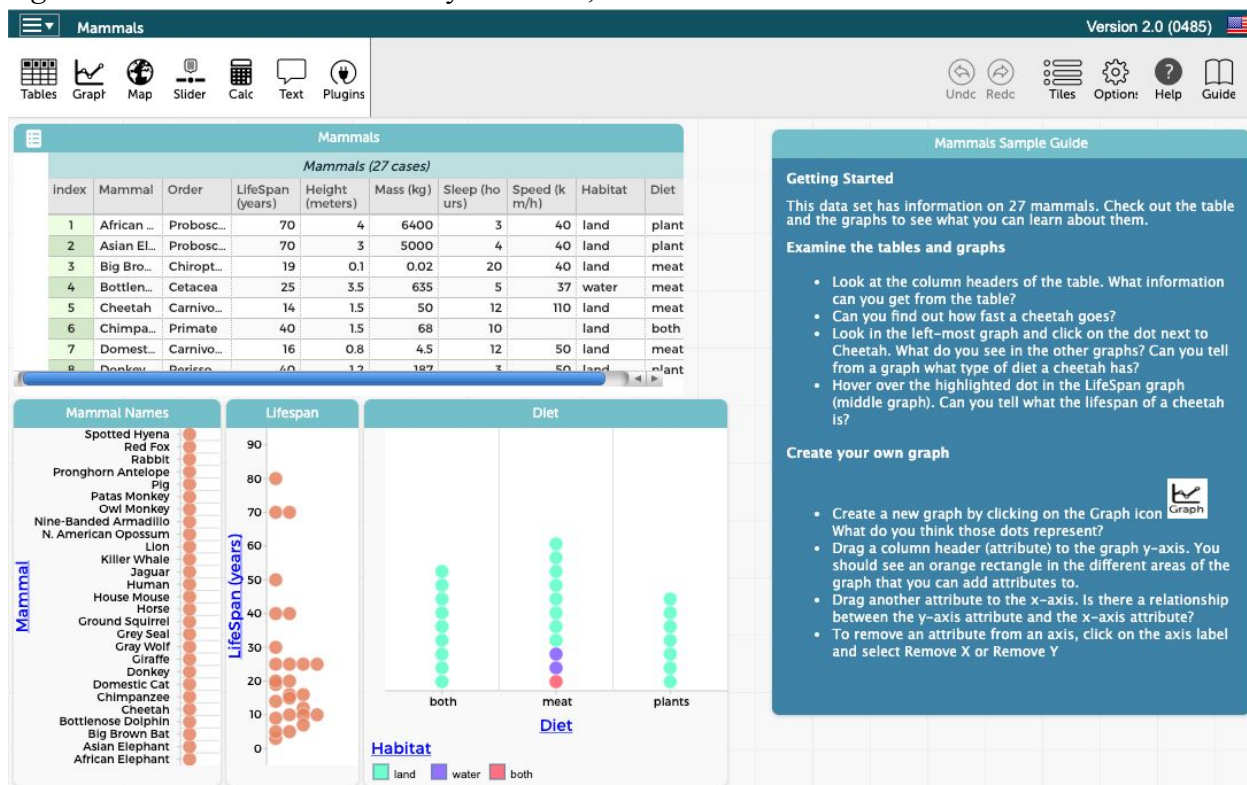 Mammals
Version 2.0 (0485)
Tables
Graph
Map
Slider
Calc
Text
Plugins
Undo
Redo
Tiles
Options
Help
Guide
Mammals
Mammals (27 cases)
index Mammal Order LifeSpan (years) Height (meters) Mass (kg) Sleep (hours) Speed (km/h) Habitat Diet
1 African ... Probosc... 70 4 6400 3 40 land plant
2 Asian El... Probosc... 70 3 5000 4 40 land plant
3 Big Bro... Chiropt... 19 0.1 0.02 20 40 land meat
4 Bottlen... Cetacea 25 3.5 635 5 37 water meat
5 Cheetah Carnivo... 14 1.5 50 12 110 land meat
6 Chimpa... Primate 40 1.5 68 10 land both
7 Domest... Carnivo... 16 0.8 4.5 12 50 land meat
8 Donkey Perisso... 40 1.2 187 3 50 land plant
Mammal Names
Spotted Hyena
Red Fox
Rabbit
Pronghorn Antelope
Pig
Patas Monkey
Owl Monkey
Nine-Banded Armadillo
N. American Opossum
Lion
Killer Whale
Jaguar
Human
House Mouse
Horse
Ground Squirrel
Grey Seal
Gray Wolf
Giraffe
Donkey
Domestic Cat
Chimpanzee
Cheetah
Bottlenose Dolphin
Big Brown Bat
Asian Elephant
African Elephant
Mammal
Lifespan
90
80
70
60
50
40
30
20
10
0
LifeSpan (years)
Diet
both meat plants
Diet
Habitat
land water both
Mammals Sample Guide
Getting Started
This data set has information on 27 mammals. Check out the table
and the graphs to see what you can learn about them.
Examine the tables and graphs
• Look at the column headers of the table. What information
can you get from the table?
• Can you find out how fast a cheetah goes?
• Look in the left-most graph and click on the dot next to
Cheetah. What do you see in the other graphs? Can you tell
from a graph what type of diet a cheetah has?
• Hover over the highlighted dot in the LifeSpan graph
(middle graph). Can you tell what the lifespan of a cheetah
is?
Create your own graph
• Create a new graph by clicking on the Graph icon Graph
What do you think those dots represent?
• Drag a column header (attribute) to the graph y-axis. You
should see an orange rectangle in the different areas of the
graph that you can add attributes to.
• Drag another attribute to the x-axis. Is there a relationship
between the y-axis attribute and the x-axis attribute?
• To remove an attribute from an axis, click on the axis label
and select Remove X or Remove Y